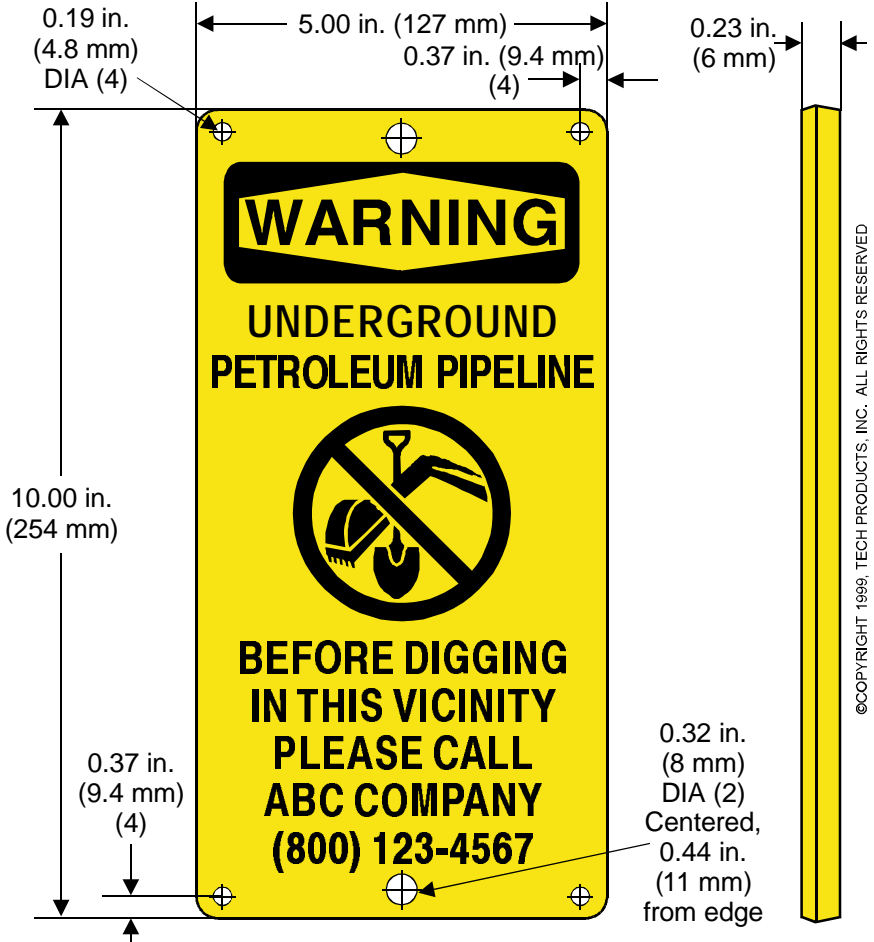 0.19 in.
(4.8 mm)
DIA (4)
5.00 in. (127 mm)
0.37 in. (9.4 mm)
(4)
0.23 in.
(6 mm)
WARNING
UNDERGROUND
PETROLEUM PIPELINE
10.00 in.
(254 mm)
BEFORE DIGGING
IN THIS VICINITY
PLEASE CALL
ABC COMPANY
(800) 123-4567
0.37 in.
(9.4 mm)
(4)
0.32 in.
(8 mm)
DIA (2)
Centered,
0.44 in.
(11 mm)
from edge
©COPYRIGHT 1999, TECH PRODUCTS, INC. ALL RIGHTS RESERVED